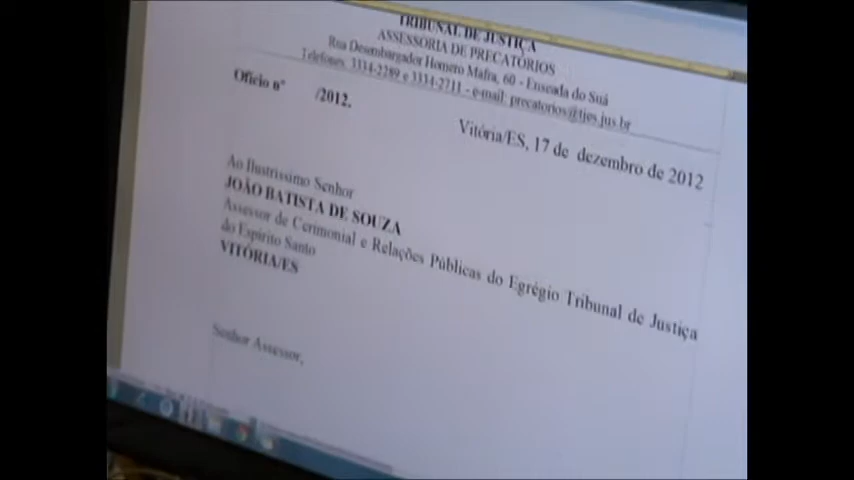 TRIBUNAL DE JUSTIÇA
ASSESSORIA DE PRECATÓRIOS
Rua Desembargador Homero Mafra, 60 - Enseada do Suá
Telefones: 3334-2289 e 3334-2711 - e-mail: precatorios@tjes.jus.br
Ofício nº /2012.
Vitória/ES, 17 de dezembro de 2012
Ao Ilustríssimo Senhor
JOÃO BATISTA DE SOUZA
Assessor de Cerimonial e Relações Públicas do Egrégio Tribunal de Justiça
do Espírito Santo
VITÓRIA/ES
Senhor Assessor,